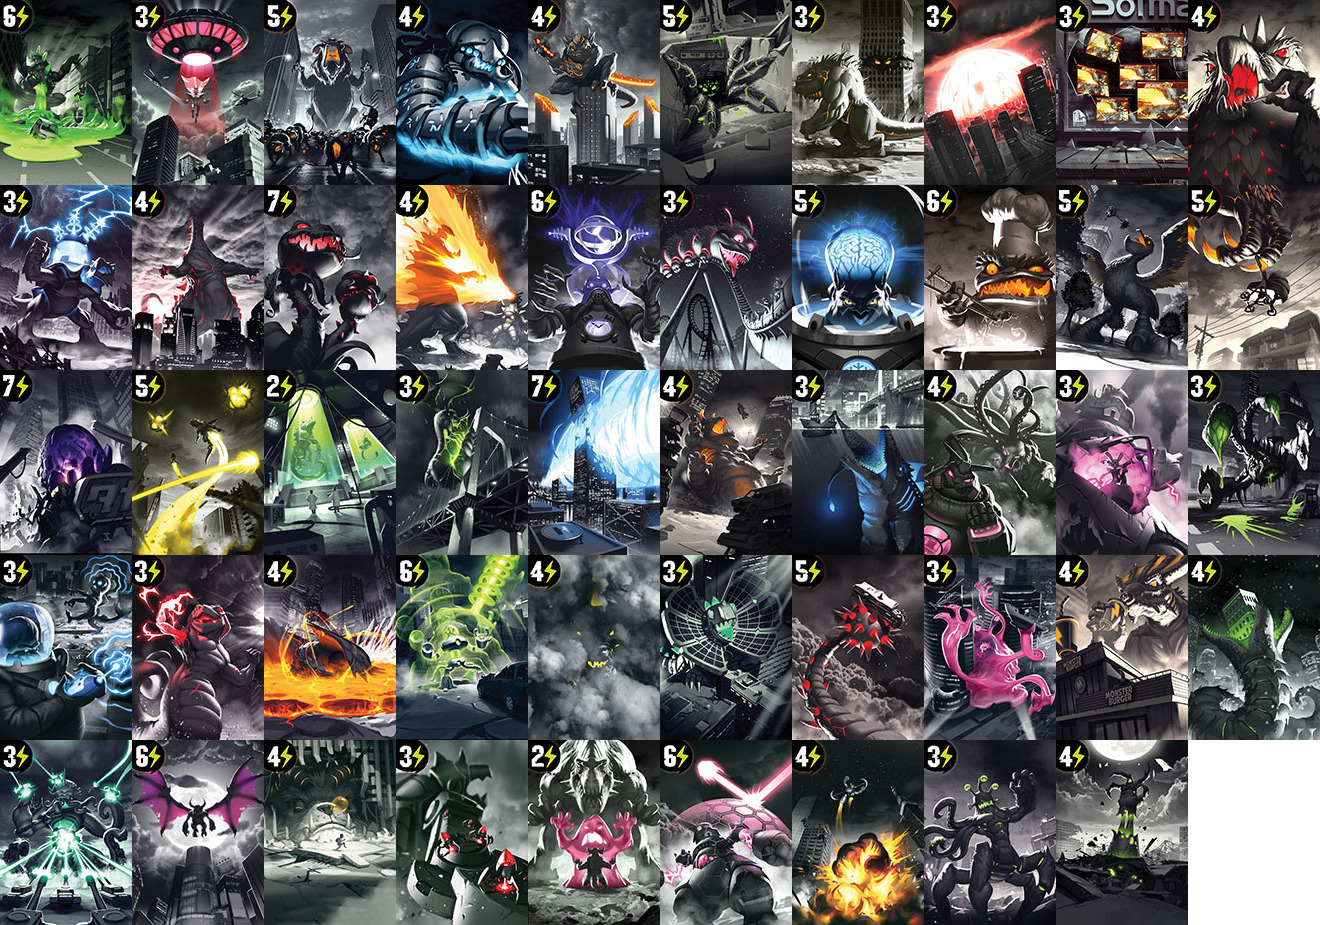 6 3 5 4 4 5 3 3 3 4
Solma
3 4 7 4 6 3 5 6 5 5
7 5 2 3 7 4 3 4 3 3
3 3 4 6 4 3 5 3 4 4
MONSTER
BURGER
MONSTER
BURGER
3 6 4 3 2 6 4 3 4